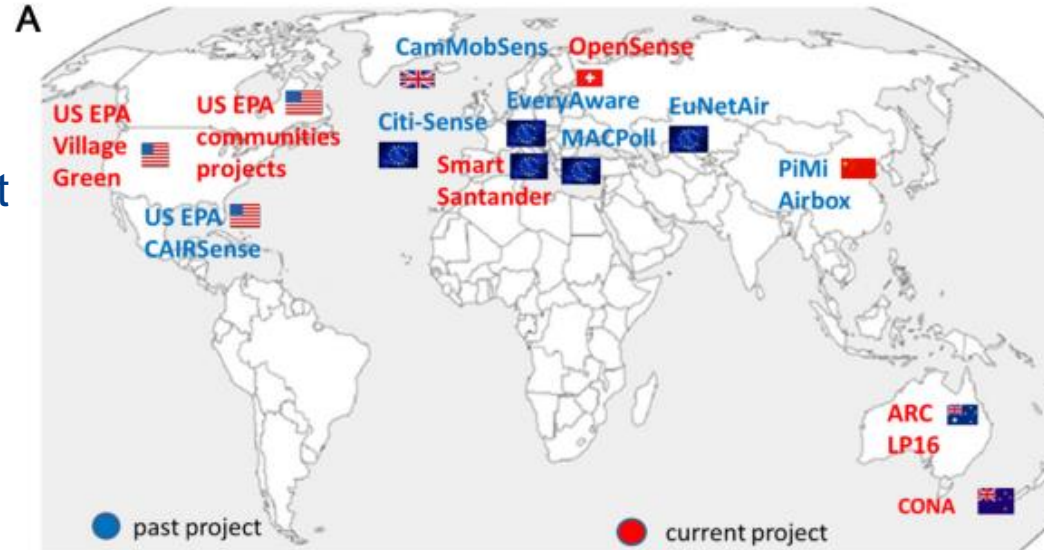 A
CamMobSens
OpenSense
US EPA
Village
Green
US EPA
communities
projects
Citi-Sense
EveryAware
EuNetAir
MACPoll
Smart
Santander
PiMi
Airbox
t
US EPA
CAIRSense
ARC
LP16
CONA
past project
current project